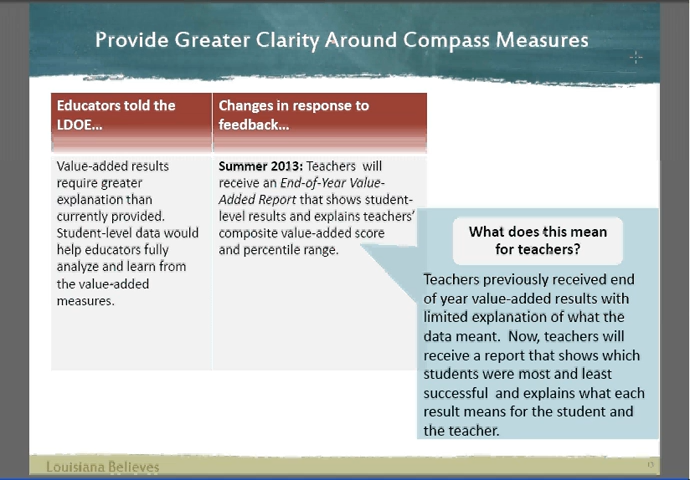 Provide Greater Clarity Around Compass Measures
Educators told the
LDOE...
Changes in response to
feedback...
Value-added results
require greater
explanation than
currently provided.
Student-level data would
help educators fully
analyze and learn from
the value-added
measures.
Summer 2013: Teachers will
receive an End-of-Year Value-
Added Report that shows student-
level results and explains teachers'
composite value-added score
and percentile range.
What does this mean
for teachers?
Teachers previously received end
of year value-added results with
limited explanation of what the
data meant. Now, teachers will
receive a report that shows which
students were most and least
successful and explains what each
result means for the student and
the teacher.
Louisiana Believes